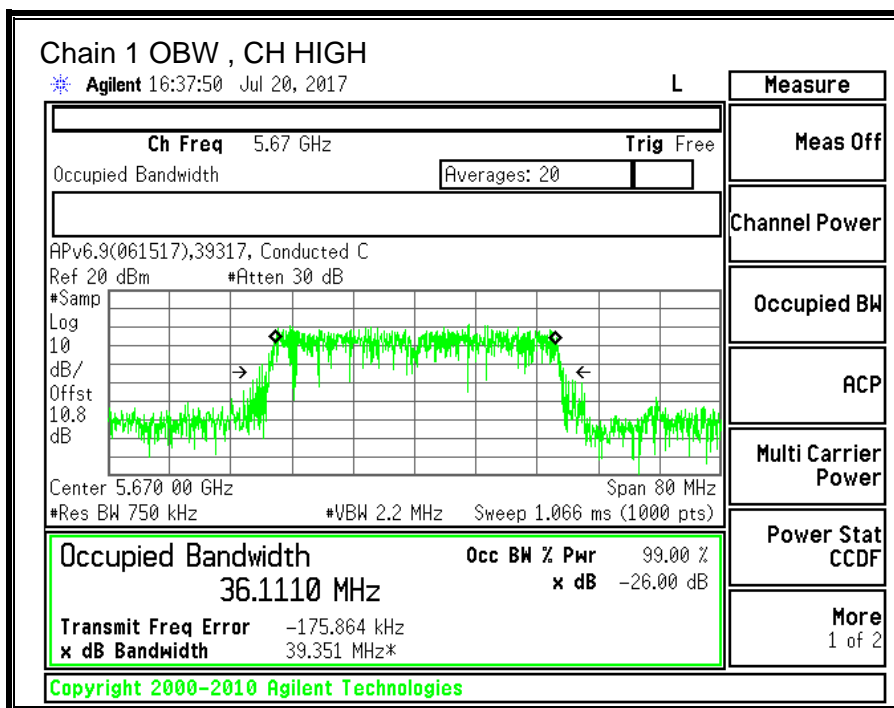 Chain 1 OBW , CH HIGH
Agilent 16:37:50 Jul 20, 2017 L
Measure
Ch Freq 5.67 GHz Trig Free
Meas Off
Occupied Bandwidth Averages: 20
Channel Power
APv6.9(061517),39317, Conducted C
Ref 20 dBm #Atten 30 dB
#Samp
Log
10
dB/
Offst
10.8
dB
Occupied BW
ACP
Multi Carrier
Power
Center 5.670 00 GHz Span 80 MHz
#Res BW 750 kHz #VBW 2.2 MHz Sweep 1.066 ms (1000 pts)
Power Stat
CCDF
Occupied Bandwidth Occ BW % Pwr 99.00 %
36.1110 MHz x dB -26.00 dB
Transmit Freq Error -175.864 kHz
x dB Bandwidth 39.351 MHz*
More
1 of 2
Copyright 2000-2010 Agilent Technologies